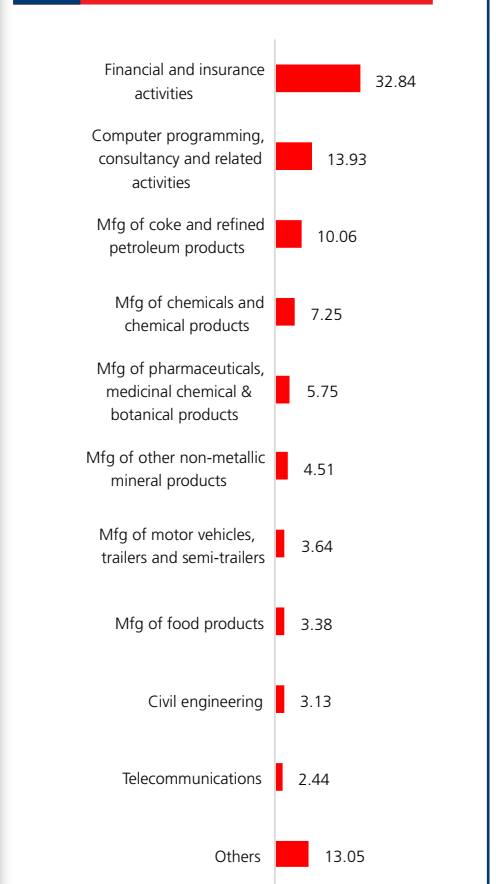 Financial and insurance
activities
32.84
Computer programming,
consultancy and related
activities
13.93
Mfg of coke and refined
petroleum products
10.06
Mfg of chemicals and
chemical products
7.25
Mfg of pharmaceuticals,
medicinal chemical &
botanical products
5.75
Mfg of other non-metallic
mineral products
4.51
Mfg of motor vehicles,
trailers and semi-trailers
3.64
Mfg of food products
3.38
Civil engineering
3.13
Telecommunications
2.44
Others
13.05